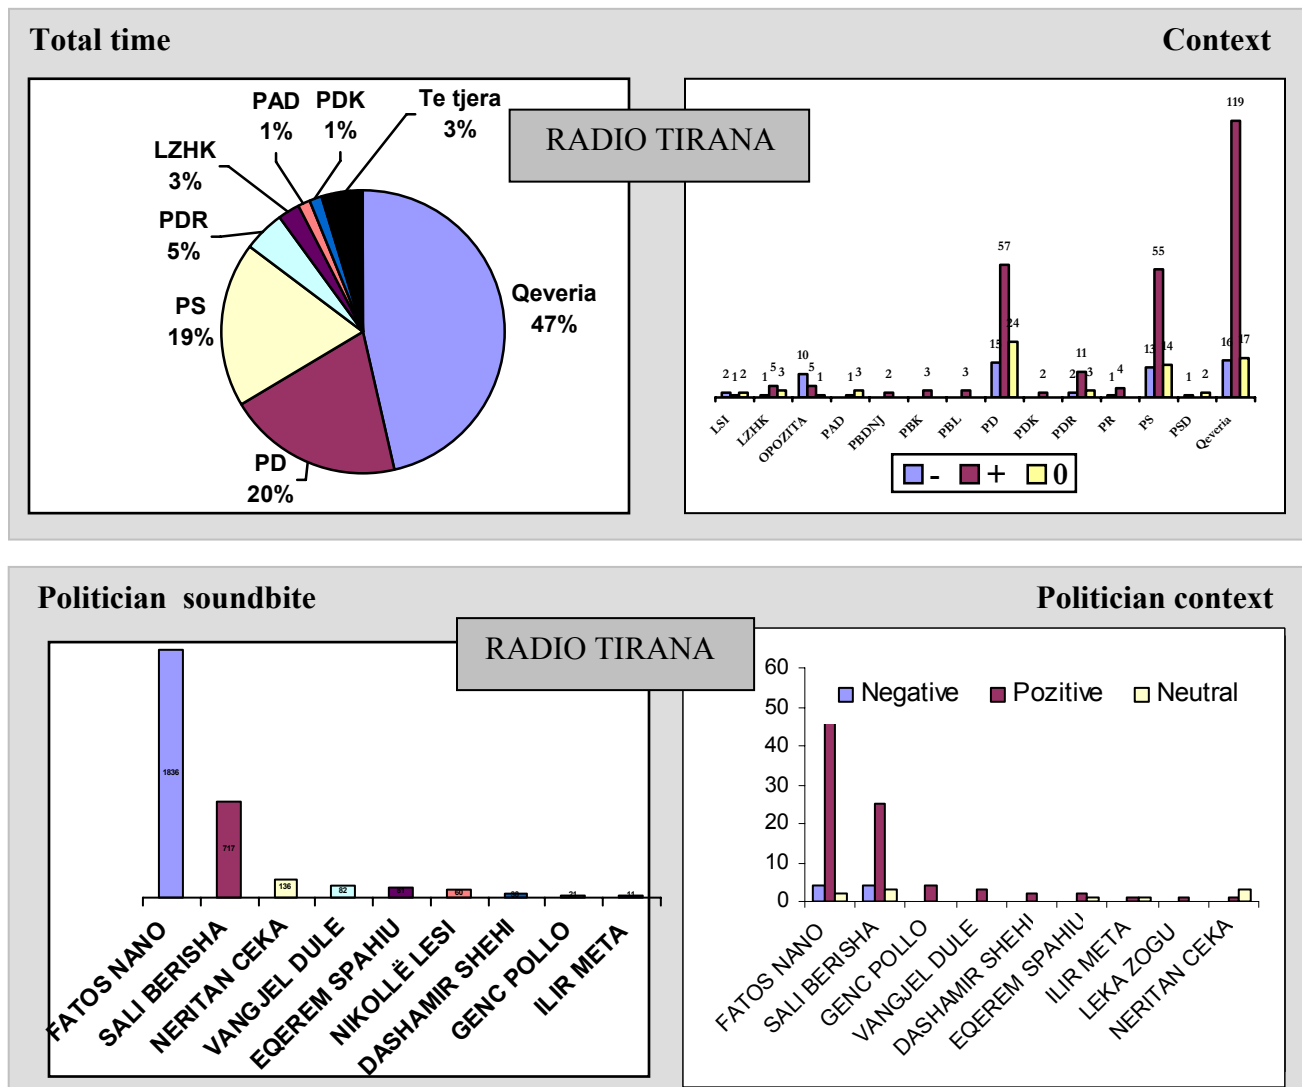 Total time
Context
RADIO TIRANA
PAD
1%
PDK
1%
Te tjera
3%
LZHK
3%
PDR
5%
PS
19%
Qeveria
47%
PD
20%
119
57
55
24
15
13
14
16
17
10
5
1
2 1 2
1
5
3
1
3
2
3
3
2
2
11
3
1
4
1
2
LSI
LZHK
OPOZITA
PAD
PBDNJ
PBK
PBL
PD
PDK
PDR
PR
PS
PSD
Qeveria
- + 0
Politician soundbite
Politician context
RADIO TIRANA
1836
717
136
82
60
FATOS NANO
SALI BERISHA
NERITAN CEKA
VANGJEL DULE
EQEREM SPAHIU
NIKOLLË LESI
DASHAMIR SHEHI
GENC POLLO
ILIR META
60
50
40
30
20
10
0
Negative Pozitive Neutral
FATOS NANO
SALI BERISHA
GENC POLLO
VANGJEL DULE
DASHAMIR SHEHI
EQEREM SPAHIU
ILIR META
LEKA ZOGU
NERITAN CEKA